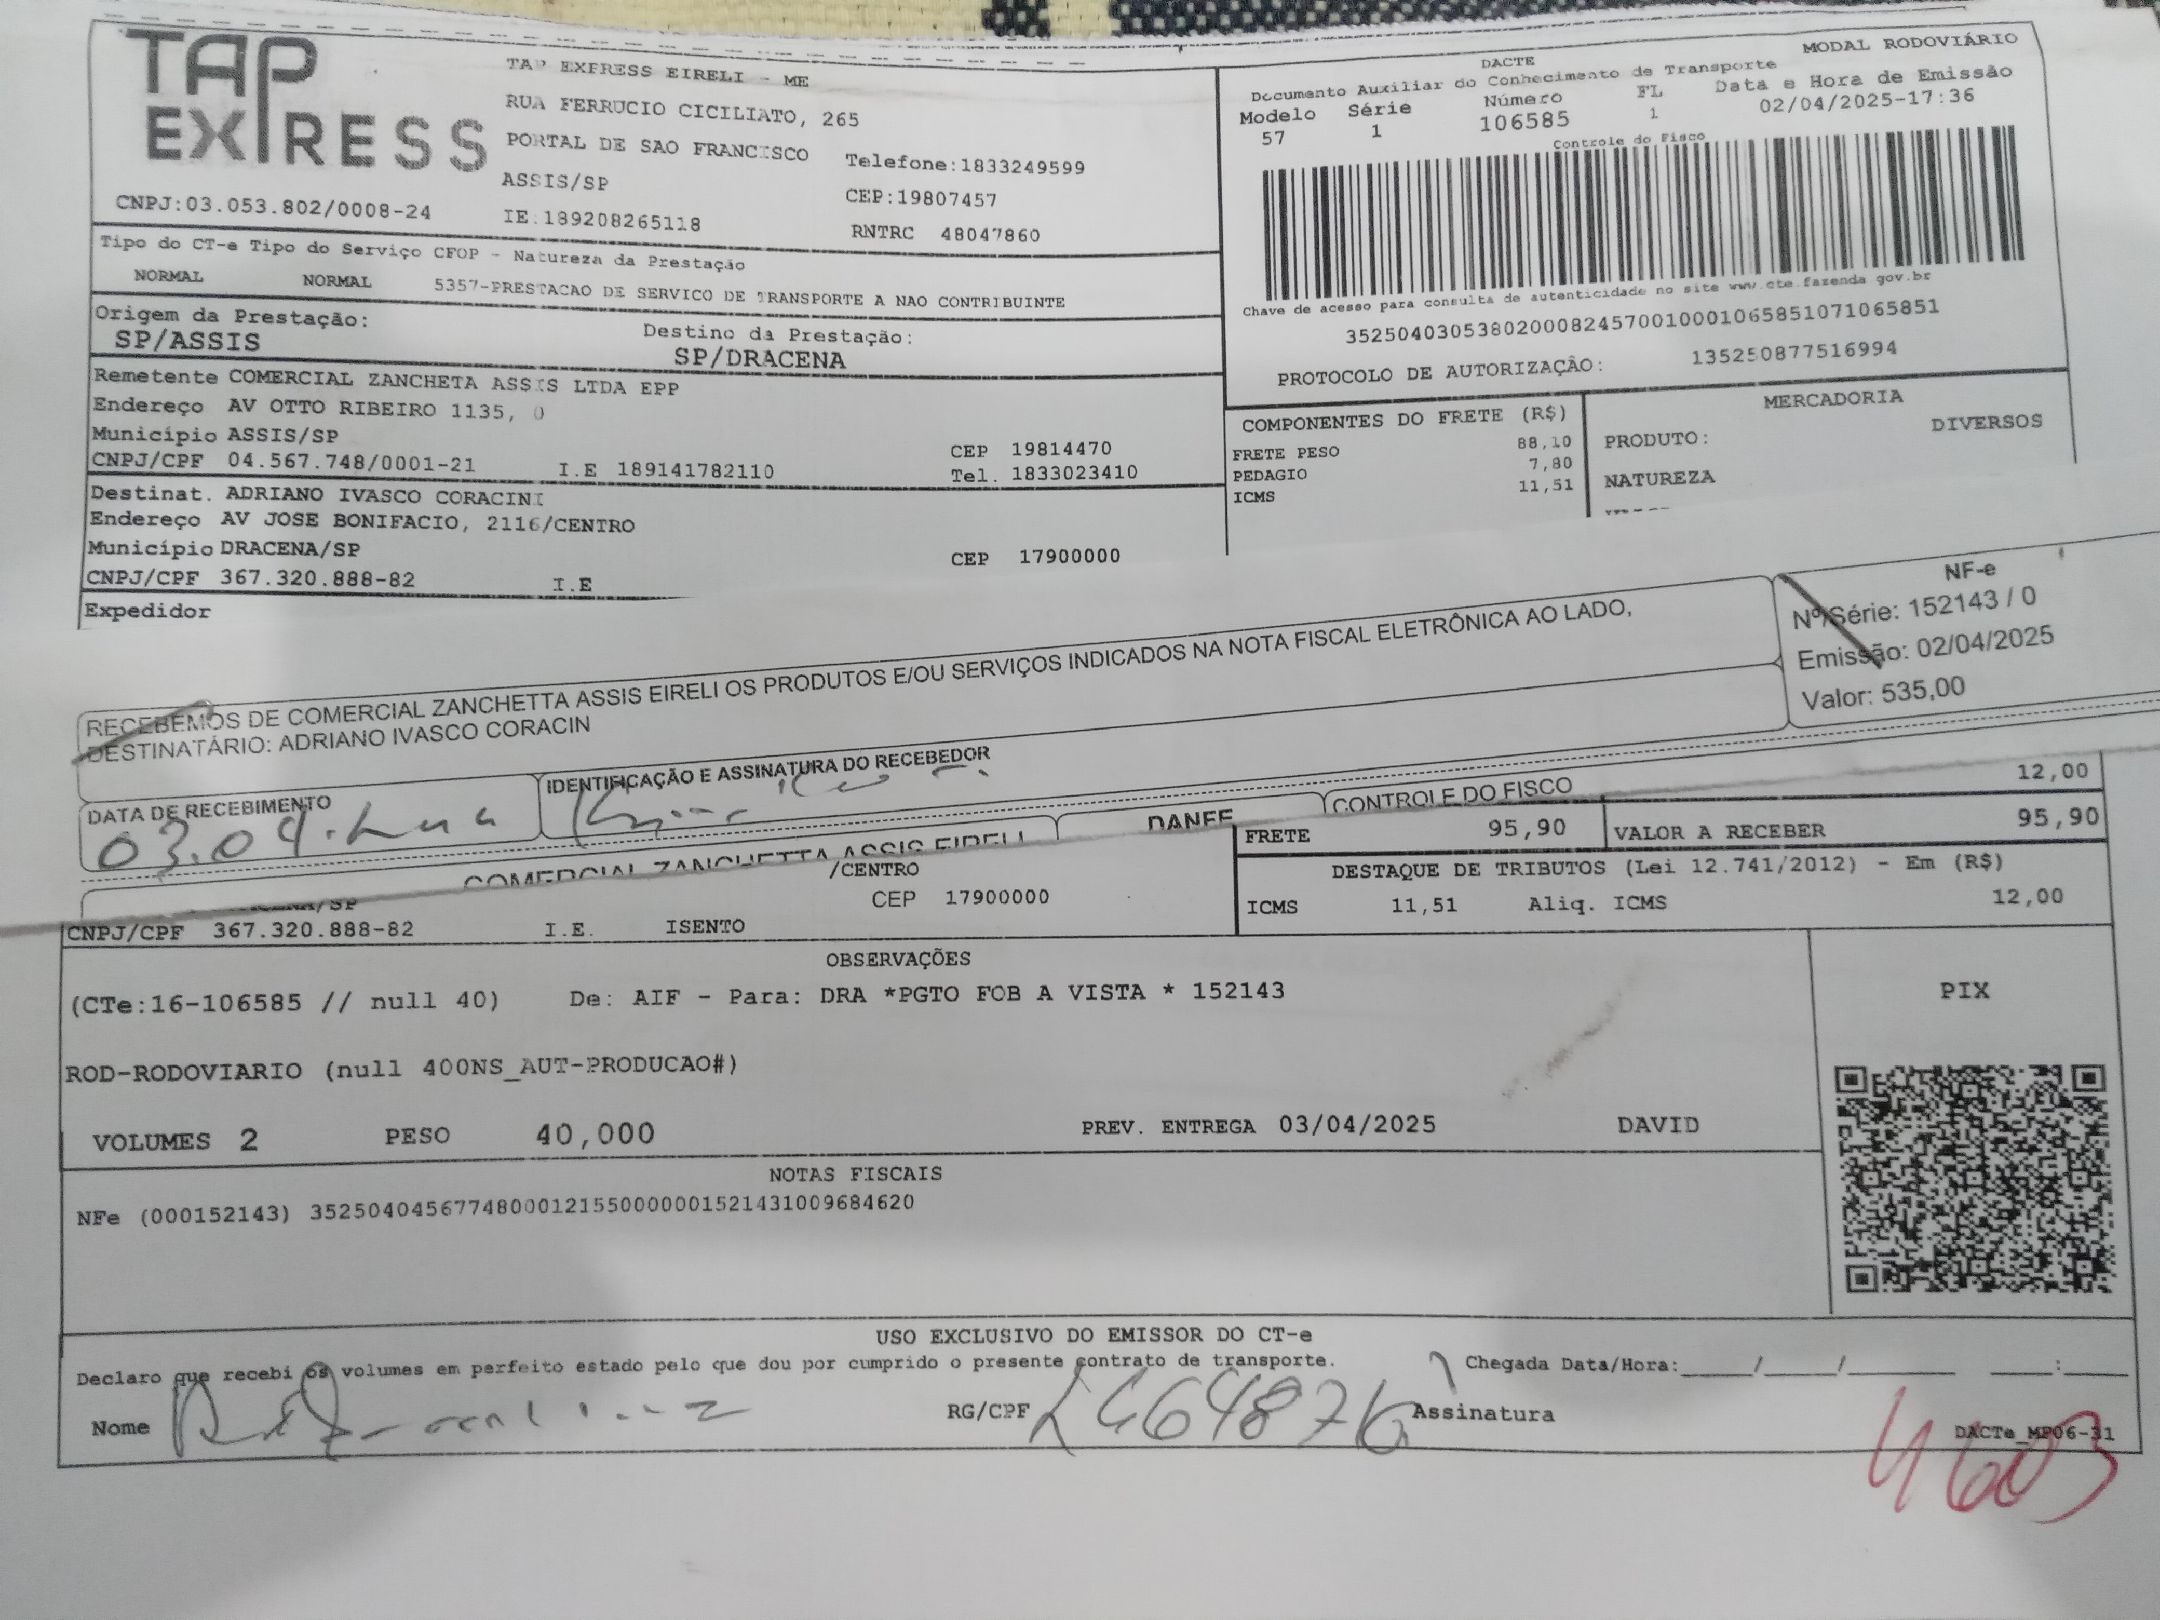 TAP EXPRESS
CNPJ:03.053.802/0008-24
TAP EXPRESS EIRELI - ME
RUA FERRUCIO CICILIATO, 265
PORTAL DE SAO FRANCISCO
Telefone:1833249599
ASSIS/SP
CEP:19807457
IE:189208265118
RNTRC 48047860
DACTE
MODAL RODOVIÁRIO
Documento Auxiliar do Conhecimento de Transporte
Modelo Série Número FL Data e Hora de Emissão
57 1 106585 1 02/04/2025-17:36
Controle do Fisco
Chave de acesso para consulta de autenticidade no site www.cte.fazenda gov.br
35250403053802000824570010001065851071065851
PROTOCOLO DE AUTORIZAÇÃO: 135250877516994
Tipo do CT-e Tipo do Serviço CFOP - Natureza da Prestação
NORMAL NORMAL 5357-PRESTACAO DE SERVICO DE TRANSPORTE A NAO CONTRIBUINTE
Origem da Prestação: Destino da Prestação:
SP/ASSIS SP/DRACENA
Remetente COMERCIAL ZANCHETA ASSIS LTDA EPP
Endereço AV OTTO RIBEIRO 1135, 0
Município ASSIS/SP CEP 19814470
CNPJ/CPF 04.567.748/0001-21 I.E 189141782110 Tel. 1833023410
Destinat. ADRIANO IVASCO CORACINI
Endereço AV JOSE BONIFACIO, 2116/CENTRO
Município DRACENA/SP CEP 17900000
CNPJ/CPF 367.320.888-82 I.E
Expedidor
COMPONENTES DO FRETE (R$)
FRETE PESO 88,10
PEDAGIO 7,80
ICMS 11,51
MERCADORIA
PRODUTO: DIVERSOS
NATUREZA
RECEBEMOS DE COMERCIAL ZANCHETTA ASSIS EIRELI OS PRODUTOS E/OU SERVIÇOS INDICADOS NA NOTA FISCAL ELETRÔNICA AO LADO,
DESTINATÁRIO: ADRIANO IVASCO CORACIN
NF-e
Nº/Série: 152143 / 0
Emissão: 02/04/2025
Valor: 535,00
DATA DE RECEBIMENTO
03.04.
IDENTIFICAÇÃO E ASSINATURA DO RECEBEDOR
COMERCIAL ZANCHETTA ASSIS EIRELI
DANFE
CONTROLE DO FISCO
12,00
FRETE 95,90 VALOR A RECEBER 95,90
DESTAQUE DE TRIBUTOS (Lei 12.741/2012) - Em (R$)
ICMS 11,51 Aliq. ICMS 12,00
/CENTRO
CEP 17900000
CNPJ/CPF 367.320.888-82 I.E. ISENTO
OBSERVAÇÕES
(CTe:16-106585 // null 40) De: AIF - Para: DRA *PGTO FOB A VISTA * 152143
ROD-RODOVIARIO (null 400NS_AUT-PRODUCAO#)
VOLUMES 2 PESO 40,000 PREV. ENTREGA 03/04/2025 DAVID
PIX
NOTAS FISCAIS
NFe (000152143) 35250404567748000121550000001521431009684620
USO EXCLUSIVO DO EMISSOR DO CT-e
Declaro que recebi os volumes em perfeito estado pelo que dou por cumprido o presente contrato de transporte. Chegada Data/Hora:_____/_____/________ ____:____
Nome RG/CPF Assinatura
DACTe_MP06-31
4603